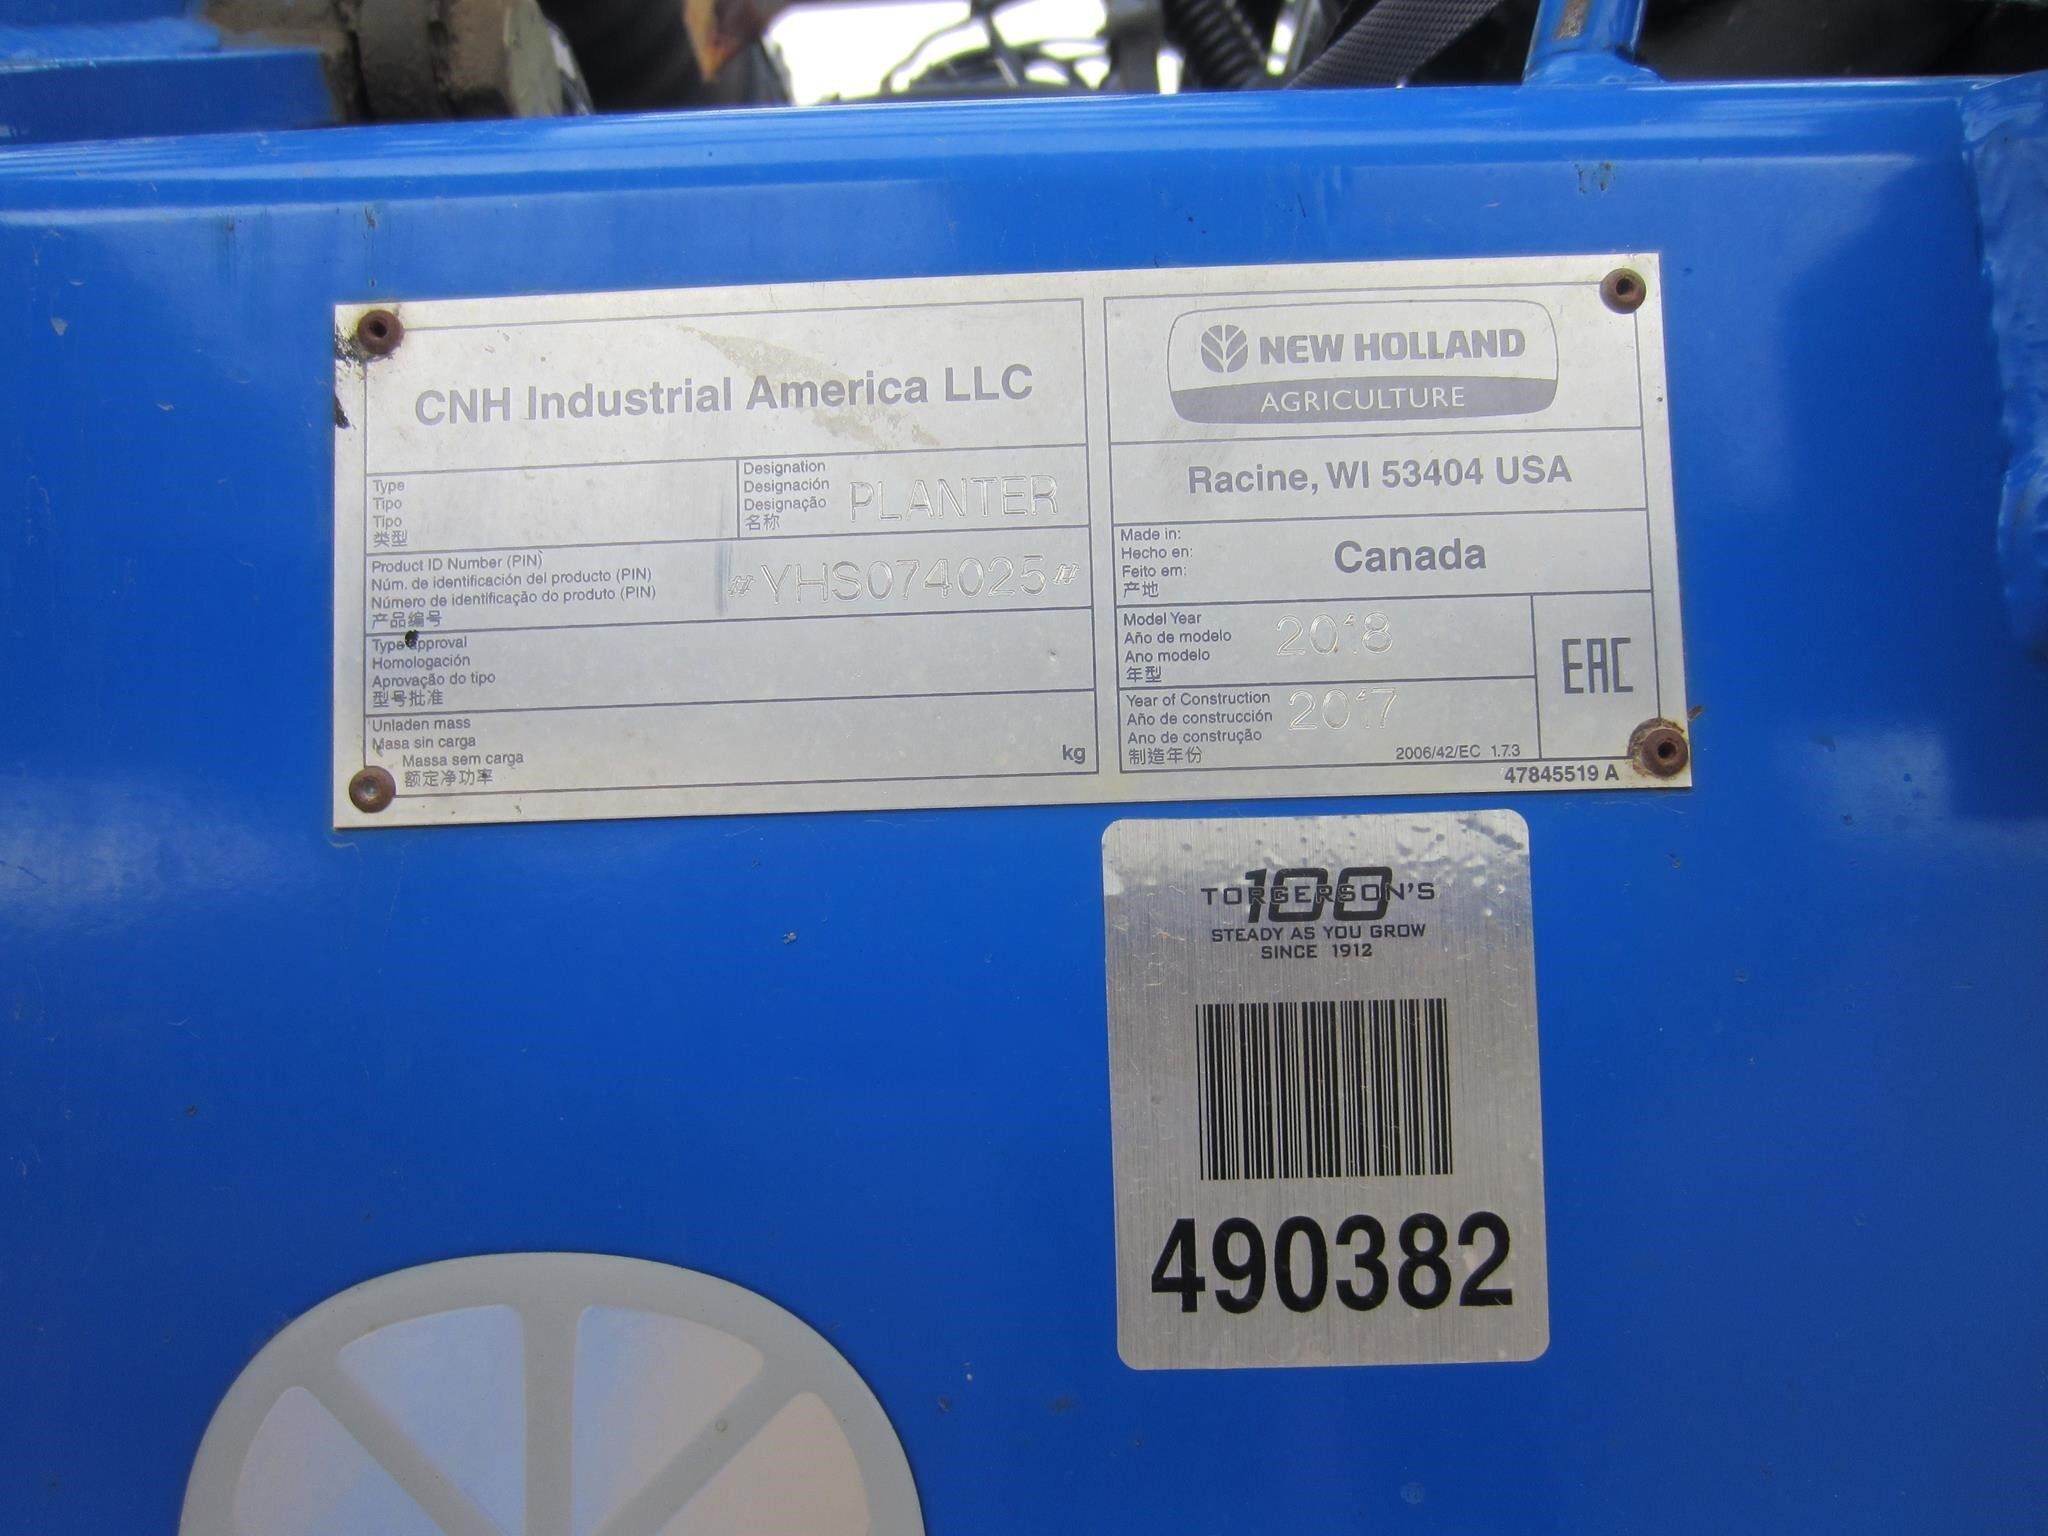 CNH Industrial America LLC
Type
Tipo
Tipo
类型
Designation
Designación
Designação
名称
PLANTER
Product ID Number (PIN)
Núm. de identificación del producto (PIN)
Número de identificação do produto (PIN)
产品编号
#YHS074025#
Type approval
Homologación
Aprovação do tipo
型号批准
Unladen mass
Masa sin carga
Massa sem carga
额定净功率
kg
NEW HOLLAND
AGRICULTURE
Racine, WI 53404 USA
Made in:
Hecho en:
Feito em:
产地
Canada
Model Year
Año de modelo
Ano modelo
年型
2018
Year of Construction
Año de construcción
Ano de construção
制造年份
2017
2006/42/EC 1.7.3
EAC
47845519 A
100
TORGERSON'S
STEADY AS YOU GROW
SINCE 1912
490382